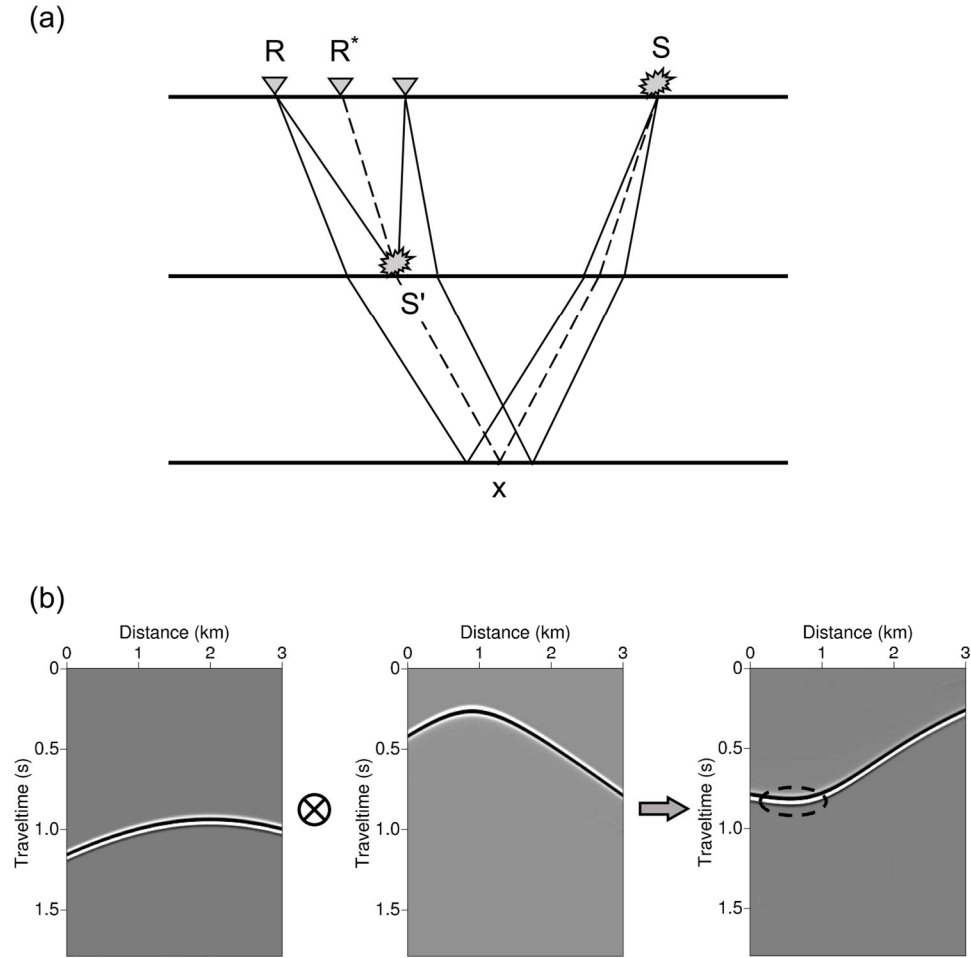 (a)
R R* S
S'
x
(b)
Distance (km) Distance (km) Distance (km)
0 1 2 3 0 1 2 3 0 1 2 3
0 0 0
0.5 0.5 0.5
Traveltime (s) Traveltime (s) Traveltime (s)
1.0 1.0 1.0
1.5 1.5 1.5